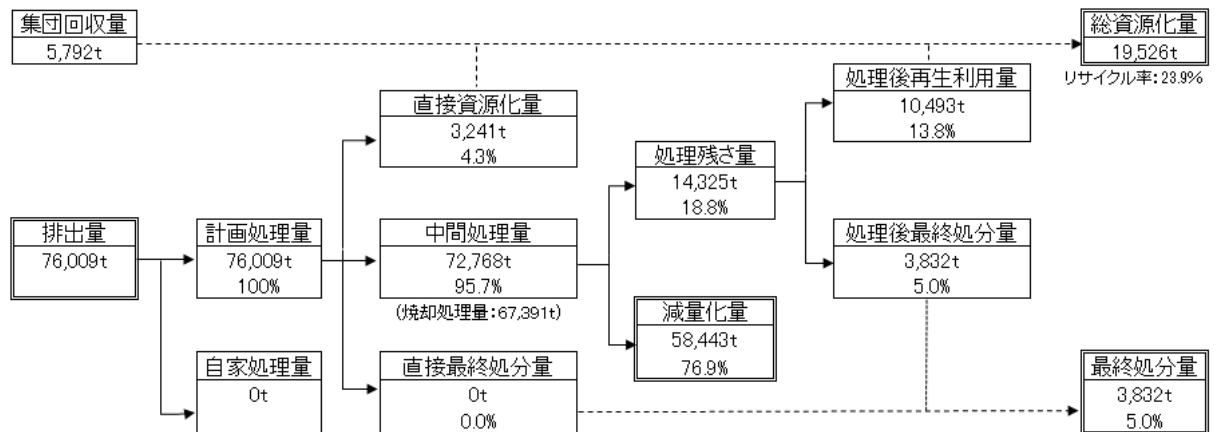 集団回収量
5,792t
総資源化量
19,526t
リサイクル率:23.9%
直接資源化量
3,241t
4.3%
処理後再生利用量
10,493t
13.8%
処理残さ量
14,325t
18.8%
排出量
76,009t
計画処理量
76,009t
100%
中間処理量
72,768t
95.7%
(焼却処理量:67,391t)
処理後最終処分量
3,832t
5.0%
減量化量
58,443t
76.9%
自家処理量
0t
直接最終処分量
0t
0.0%
最終処分量
3,832t
5.0%